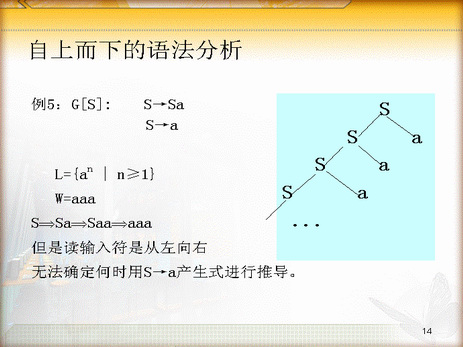 自上而下的语法分析
例5：G[S]:    S→Sa
S→a
L={aⁿ | n≥1}
W=aaa
S⟹Sa⟹Saa⟹aaa
但是读输入符是从左向右
无法确定何时用S→a产生式进行推导。
S
S a
S a
S a
...
14